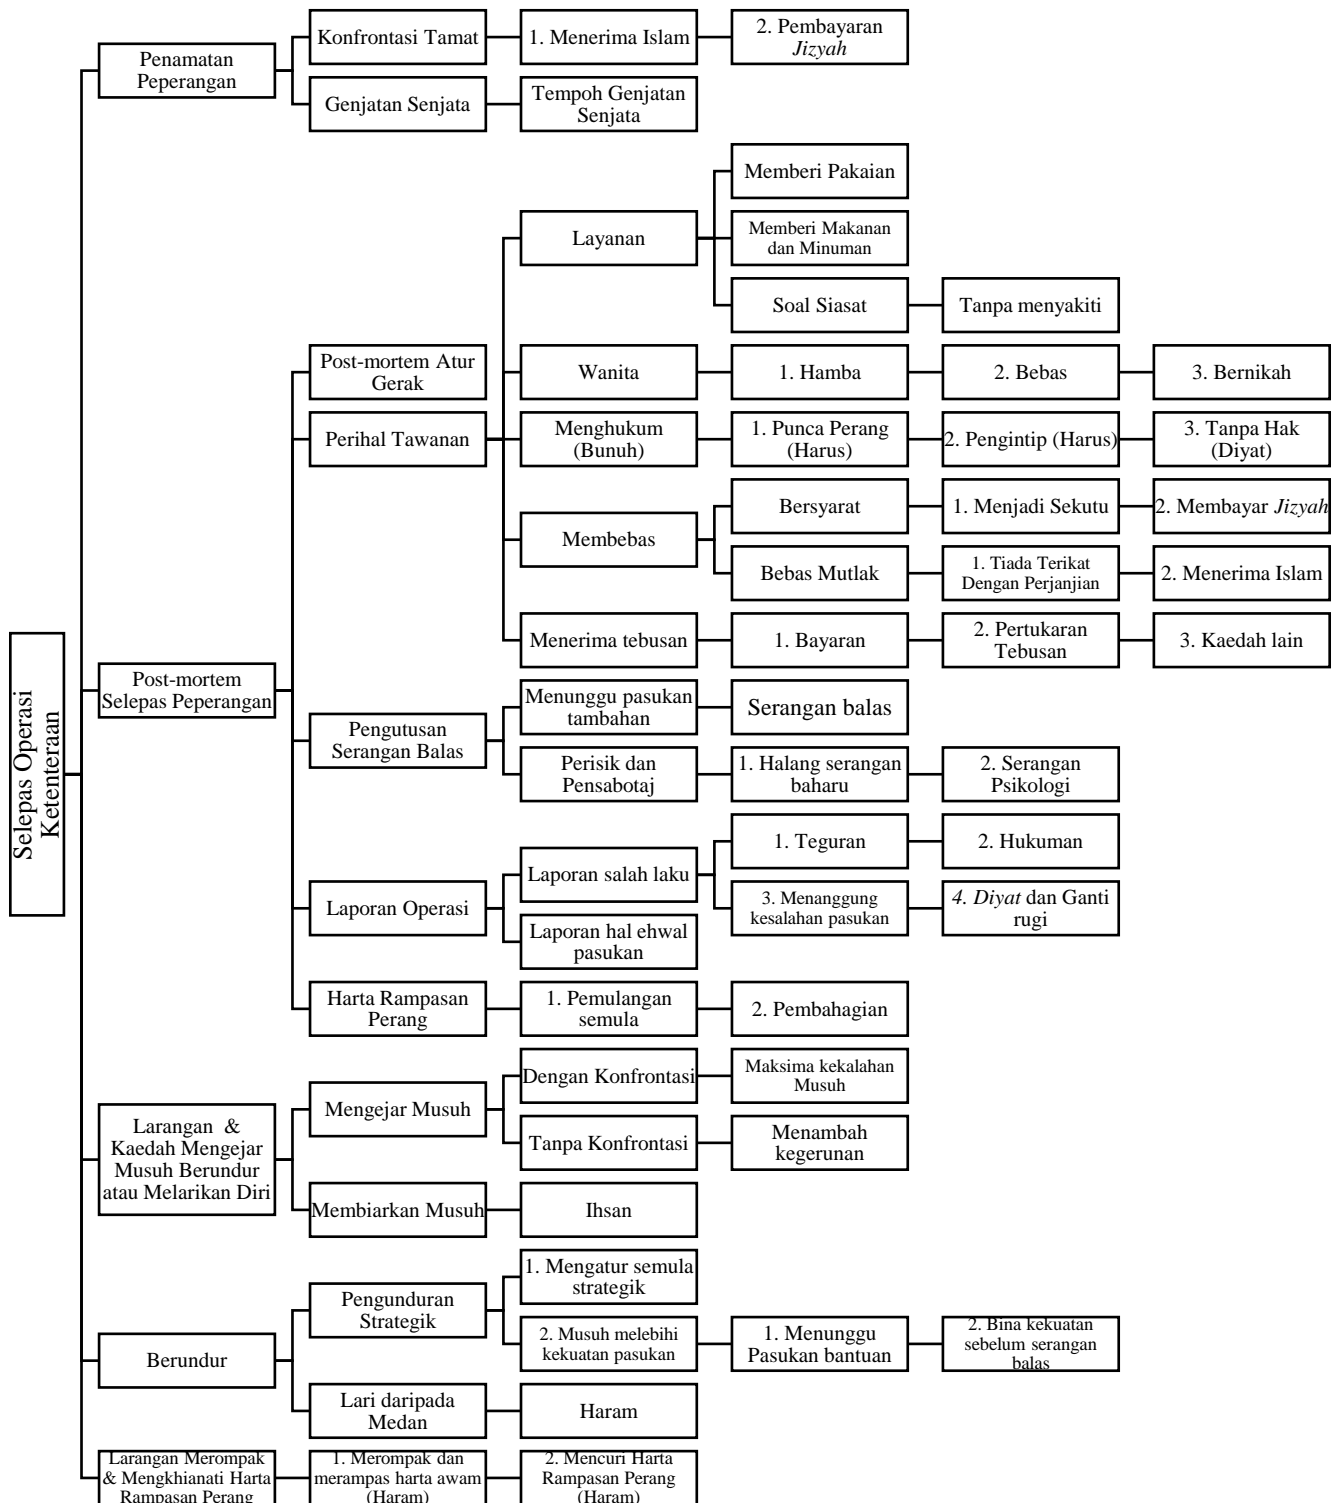 Selepas Operasi
Ketenteraan
Penamatan
Peperangan
Konfrontasi Tamat
1. Menerima Islam
2. Pembayaran
Jizyah
Genjatan Senjata
Tempoh Genjatan
Senjata
Post-mortem
Selepas Peperangan
Post-mortem Atur
Gerak
Perihal Tawanan
Layanan
Memberi Pakaian
Memberi Makanan
dan Minuman
Soal Siasat
Tanpa menyakiti
Wanita
1. Hamba
2. Bebas
3. Bernikah
Menghukum
(Bunuh)
1. Punca Perang
(Harus)
2. Pengintip (Harus)
3. Tanpa Hak
(Diyat)
Membebas
Bersyarat
1. Menjadi Sekutu
2. Membayar Jizyah
Bebas Mutlak
1. Tiada Terikat
Dengan Perjanjian
2. Menerima Islam
Menerima tebusan
1. Bayaran
2. Pertukaran
Tebusan
3. Kaedah lain
Pengutusan
Serangan Balas
Menunggu pasukan
tambahan
Serangan balas
Perisik dan
Pensabotaj
1. Halang serangan
baharu
2. Serangan
Psikologi
Laporan Operasi
Laporan salah laku
1. Teguran
2. Hukuman
3. Menanggung
kesalahan pasukan
4. Diyat dan Ganti
rugi
Laporan hal ehwal
pasukan
Harta Rampasan
Perang
1. Pemulangan
semula
2. Pembahagian
Larangan &
Kaedah Mengejar
Musuh Berundur
atau Melarikan Diri
Mengejar Musuh
Dengan Konfrontasi
Maksima kekalahan
Musuh
Tanpa Konfrontasi
Menambah
kegerunan
Membiarkan Musuh
Ihsan
Berundur
Pengunduran
Strategik
1. Mengatur semula
strategik
2. Musuh melebihi
kekuatan pasukan
1. Menunggu
Pasukan bantuan
2. Bina kekuatan
sebelum serangan
balas
Lari daripada
Medan
Haram
Larangan Merompak
& Mengkhianati Harta
Rampasan Perang
1. Merompak dan
merampas harta awam
(Haram)
2. Mencuri Harta
Rampasan Perang
(Haram)